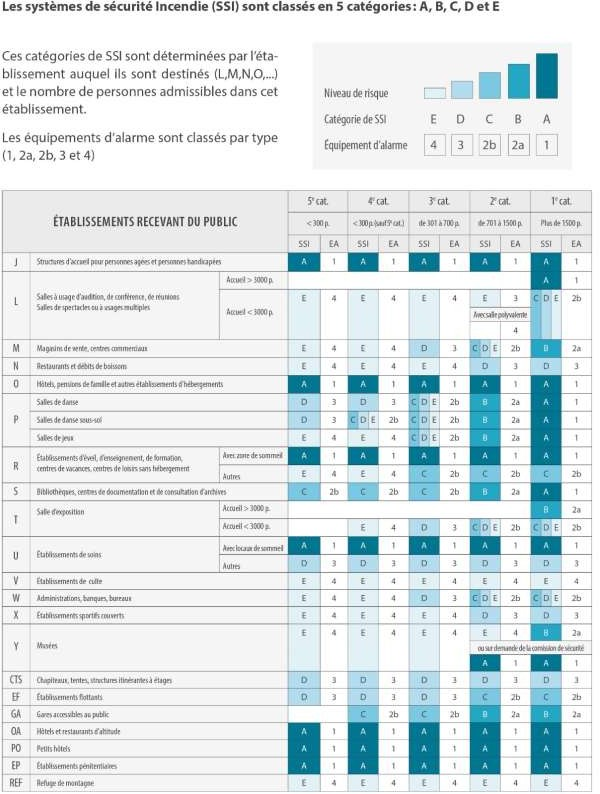 Les systèmes de sécurité Incendie (SSI) sont classés en 5 catégories : A, B, C, D et E
Ces catégories de SSI sont déterminées par l'éta-
blissement auquel ils sont destinés (L,M,N,O,...)
et le nombre de personnes admissibles dans cet
établissement.
Les équipements d'alarme sont classés par type
(1, 2a, 2b, 3 et 4)
Niveau de risque
Catégorie de SSI E D C B A
Équipement d'alarme 4 3 2b 2a 1
ÉTABLISSEMENTS RECEVANT DU PUBLIC
5e cat. 4e cat. 3e cat. 2e cat. 1e cat.
< 300 p. < 300 p. (sauf 5e cat.) de 301 à 700 p. de 701 à 1500 p. Plus de 1500 p.
SSI EA SSI EA SSI EA SSI EA SSI EA
J Structures d'accueil pour personnes agées et personnes handicapées A 1 A 1 A 1 A 1 A 1
L Salles à usage d'audition, de conférence, de réunions
Salles de spectacles ou à usages multiples
Accueil > 3000 p. A 1
Accueil < 3000 p. E 4 E 4 E 4 E 3 C D E 2b
Avec salle polyvalente
4
M Magasins de vente, centres commerciaux E 4 E 4 D 3 C D E 2b B 2a
N Restaurants et débits de boissons E 4 E 4 E 4 D 3 D 3
O Hôtels, pensions de famille et autres établissements d'hébergements A 1 A 1 A 1 A 1 A 1
P Salles de danse D 3 D 3 C D E 2b B 2a A 1
Salles de danse sous-sol D 3 C D E 2b C D E 2b B 2a A 1
Salles de jeux E 4 E 4 C D E 2b B 2a A 1
R Établissements d'éveil, d'enseignement, de formation,
centres de vacances, centres de loisirs sans hébergement
Avec zone de sommeil A 1 A 1 A 1 A 1 A 1
Autres E 4 E 4 C 2b C 2b C 2b
S Bibliothèques, centres de documentation et de consultation d'archives C 2b C 2b C 2b B 2a A 1
T Salle d'exposition Accueil > 3000 p. B 2a
Accueil < 3000 p. E 4 D 3 C D E 2b C D E 2b
U Établissements de soins Avec locaux de sommeil A 1 A 1 A 1 A 1 A 1
Autres D 3 D 3 D 3 D 3 D 3
V Établissements de culte E 4 E 4 E 4 E 4 E 4
W Administrations, banques, bureaux E 4 E 4 D 3 C D E 2b C D E 2b
X Établissements sportifs couverts E 4 E 4 E 4 D 3 D 3
Y Musées E 4 E 4 E 4 E 4 B 2a
ou sur demande de la comission de sécurité
A 1 A 1
CTS Chapiteaux, tentes, structures itinérantes à étages D 3 D 3 D 3 D 3 D 3
EF Établissements flottants D 3 D 3 D 3 C 2b C 2b
GA Gares accessibles au public C 2b C 2b B 2a B 2a
OA Hôtels et restaurants d'altitude A 1 A 1 A 1 A 1 A 1
PO Petits hôtels A 1 A 1 A 1 A 1 A 1
EP Établissements pénitentiaires A 1 A 1 A 1 A 1 A 1
REF Refuge de montagne E 4 E 4 E 4 E 4 E 4